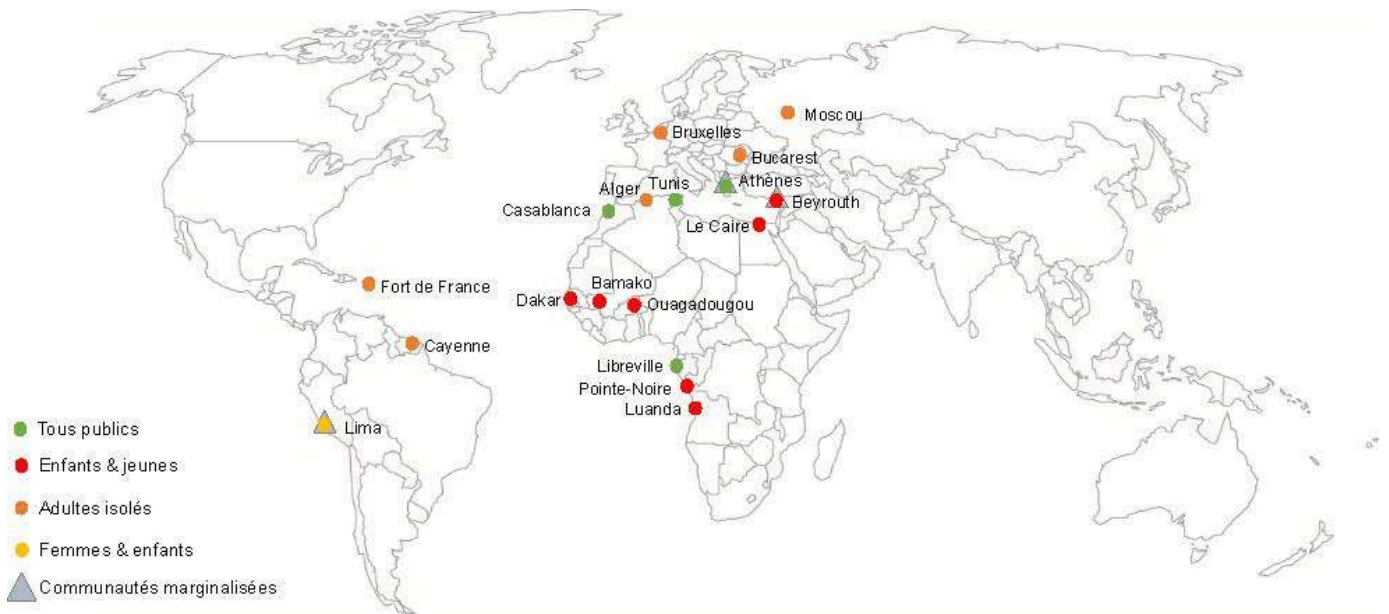 Moscou
Bruxelles
Bucarest
Tunis
Athènes
Alger
Beyrouth
Casablanca
Le Caire
Bamako
Fort de France
Dakar
Ouagadougou
Cayenne
Libreville
Pointe-Noire
Luanda
Lima
Tous publics
Enfants & jeunes
Adultes isolés
Femmes & enfants
Communautés marginalisées